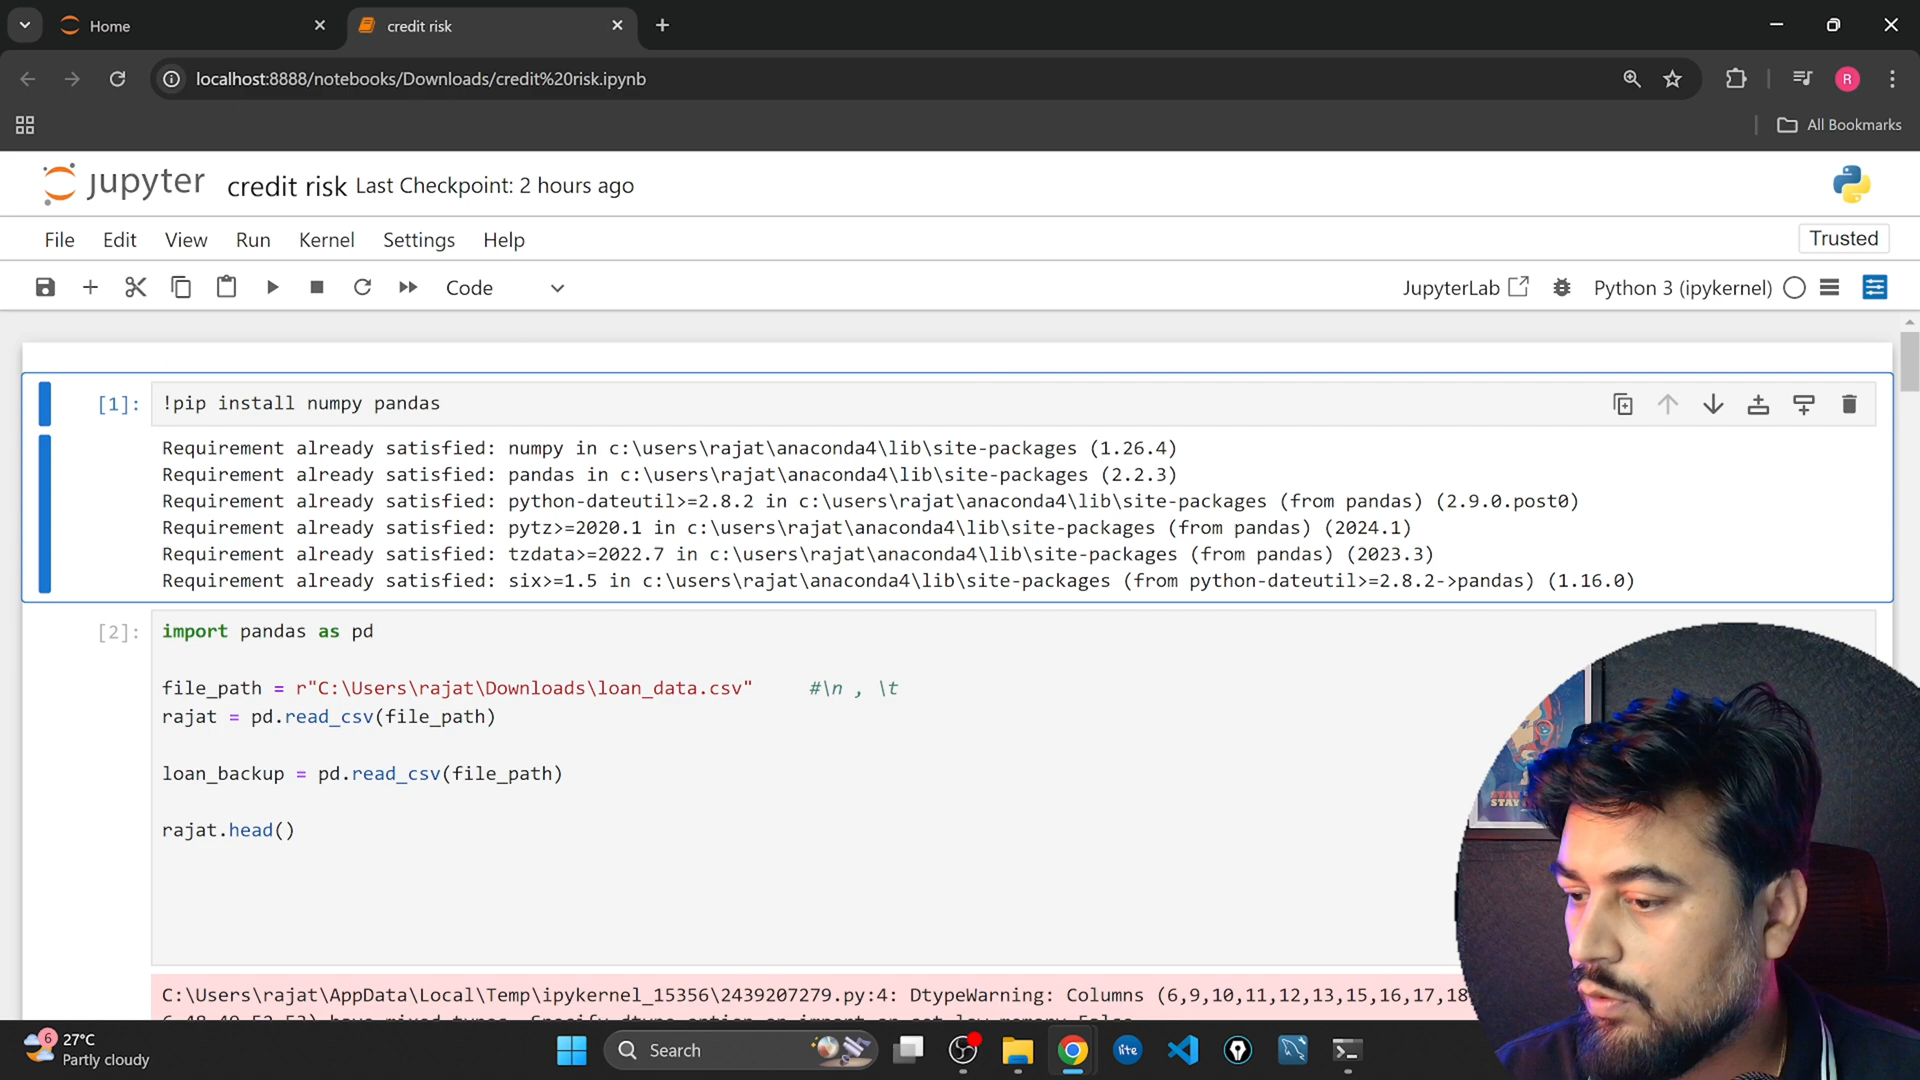 Home
credit risk
localhost:8888/notebooks/Downloads/credit%20risk.ipynb
R
All Bookmarks
jupyter credit risk Last Checkpoint: 2 hours ago
File Edit View Run Kernel Settings Help
Trusted
Code
JupyterLab
Python 3 (ipykernel)
[1]: !pip install numpy pandas
Requirement already satisfied: numpy in c:\users\rajat\anaconda4\lib\site-packages (1.26.4)
Requirement already satisfied: pandas in c:\users\rajat\anaconda4\lib\site-packages (2.2.3)
Requirement already satisfied: python-dateutil>=2.8.2 in c:\users\rajat\anaconda4\lib\site-packages (from pandas) (2.9.0.post0)
Requirement already satisfied: pytz>=2020.1 in c:\users\rajat\anaconda4\lib\site-packages (from pandas) (2024.1)
Requirement already satisfied: tzdata>=2022.7 in c:\users\rajat\anaconda4\lib\site-packages (from pandas) (2023.3)
Requirement already satisfied: six>=1.5 in c:\users\rajat\anaconda4\lib\site-packages (from python-dateutil>=2.8.2->pandas) (1.16.0)
[2]: import pandas as pd
file_path = r"C:\Users\rajat\Downloads\loan_data.csv" #\n , \t
rajat = pd.read_csv(file_path)
loan_backup = pd.read_csv(file_path)
rajat.head()
C:\Users\rajat\AppData\Local\Temp\ipykernel_15356\2439207279.py:4: DtypeWarning: Columns (6,9,10,11,12,13,15,16,17,18
STAY
6
27°C
Partly cloudy
Search
lite